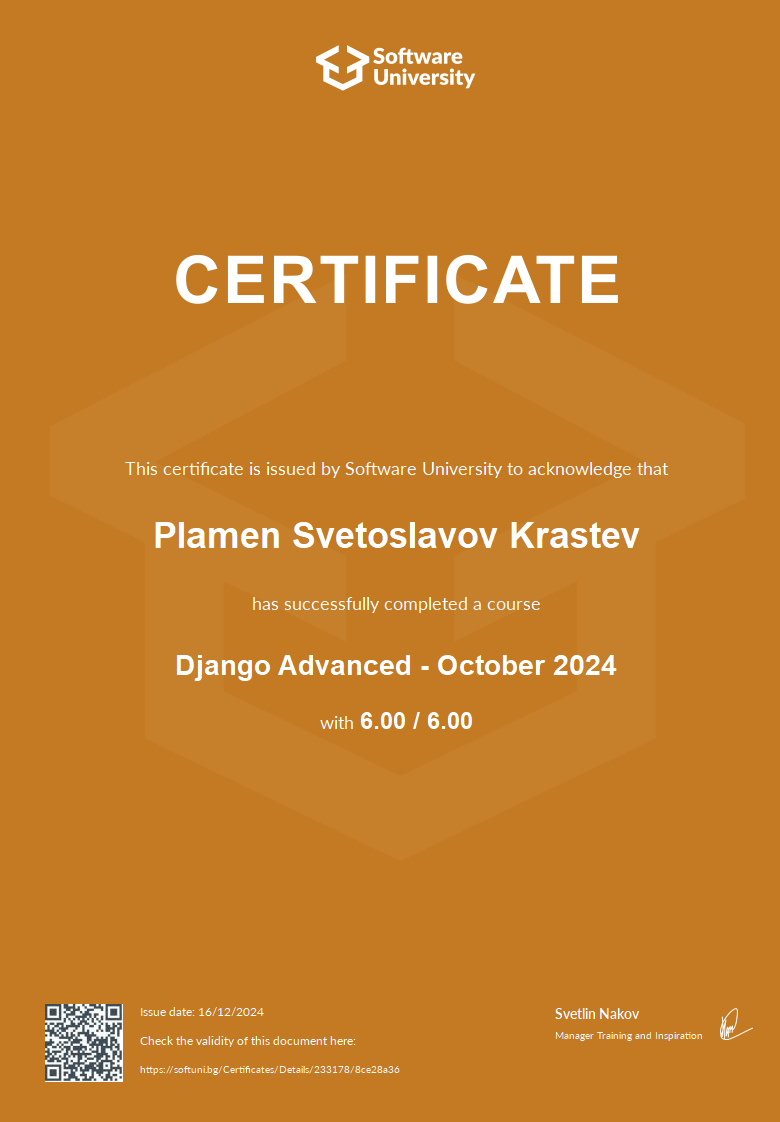 Software
University
CERTIFICATE
This certificate is issued by Software University to acknowledge that
Plamen Svetoslavov Krastev
has successfully completed a course
Django Advanced - October 2024
with 6.00 / 6.00
Issue date: 16/12/2024
Check the validity of this document here:
https://softuni.bg/Certificates/Details/233178/8ce28a36
Svetlin Nakov
Manager Training and Inspiration